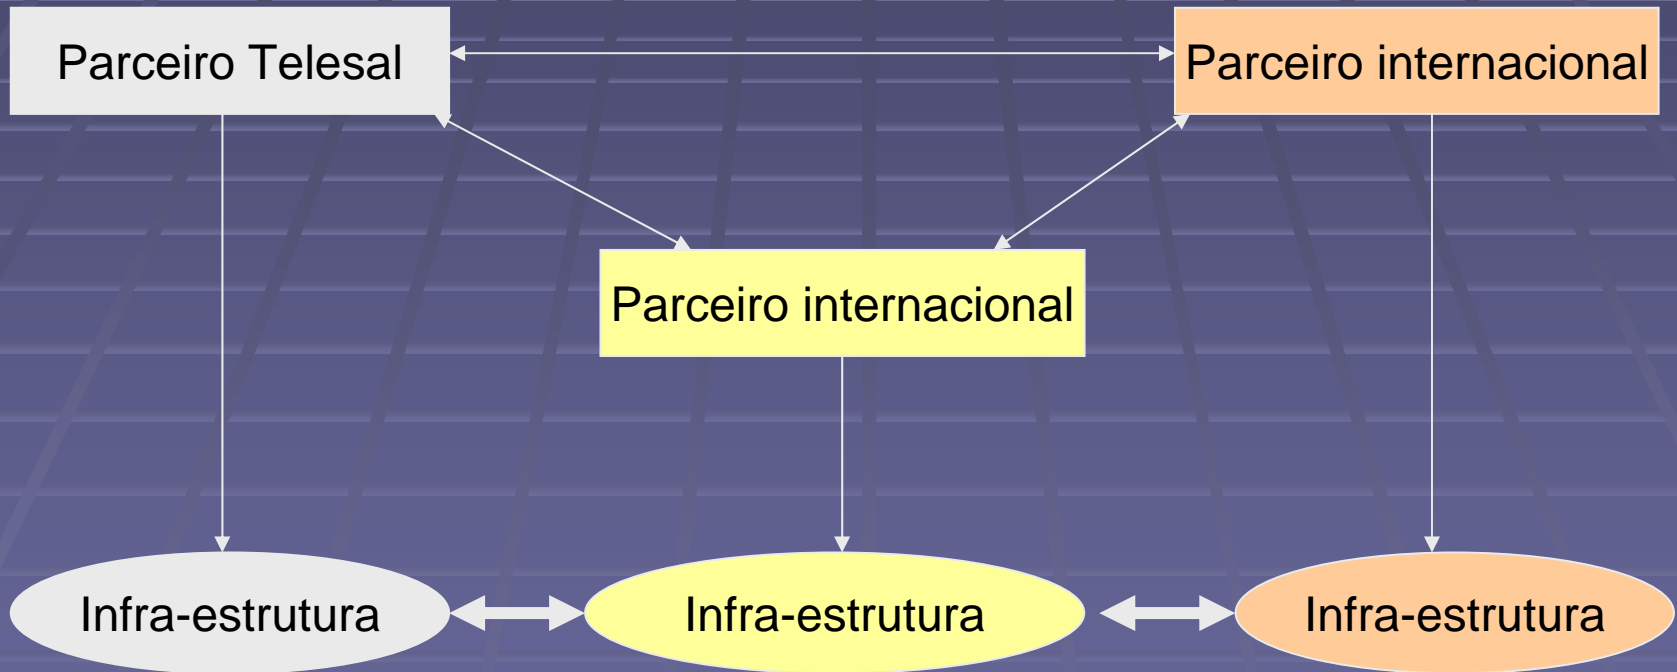 Parceiro Telesal
Parceiro internacional
Parceiro internacional
Infra-estrutura
Infra-estrutura
Infra-estrutura